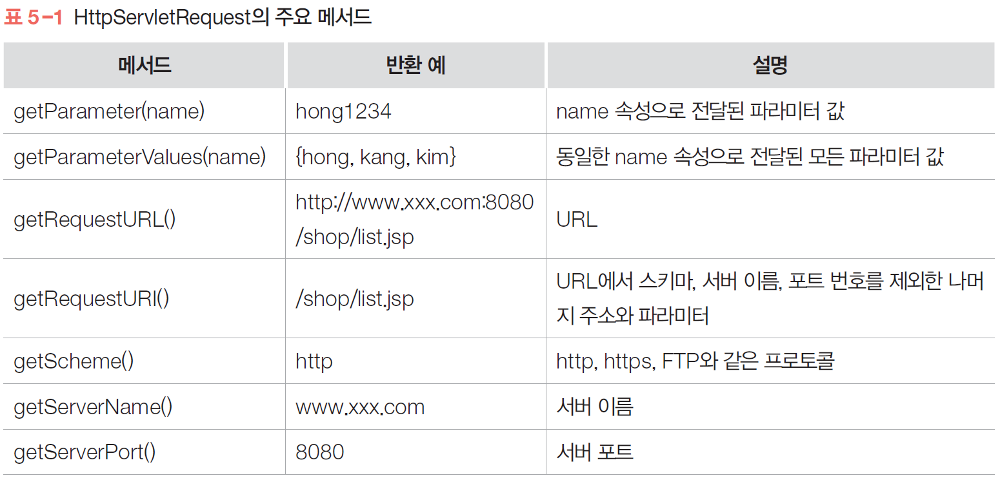 표 5-1 HttpServletRequest의 주요 메서드
메서드 반환 예 설명
getParameter(name) hong1234 name 속성으로 전달된 파라미터 값
getParameterValues(name) {hong, kang, kim} 동일한 name 속성으로 전달된 모든 파라미터 값
getRequestURL() http://www.xxx.com:8080
/shop/list.jsp URL
getRequestURI() /shop/list.jsp URL에서 스키마, 서버 이름, 포트 번호를 제외한 나머
지 주소와 파라미터
getScheme() http http, https, FTP와 같은 프로토콜
getServerName() www.xxx.com 서버 이름
getServerPort() 8080 서버 포트